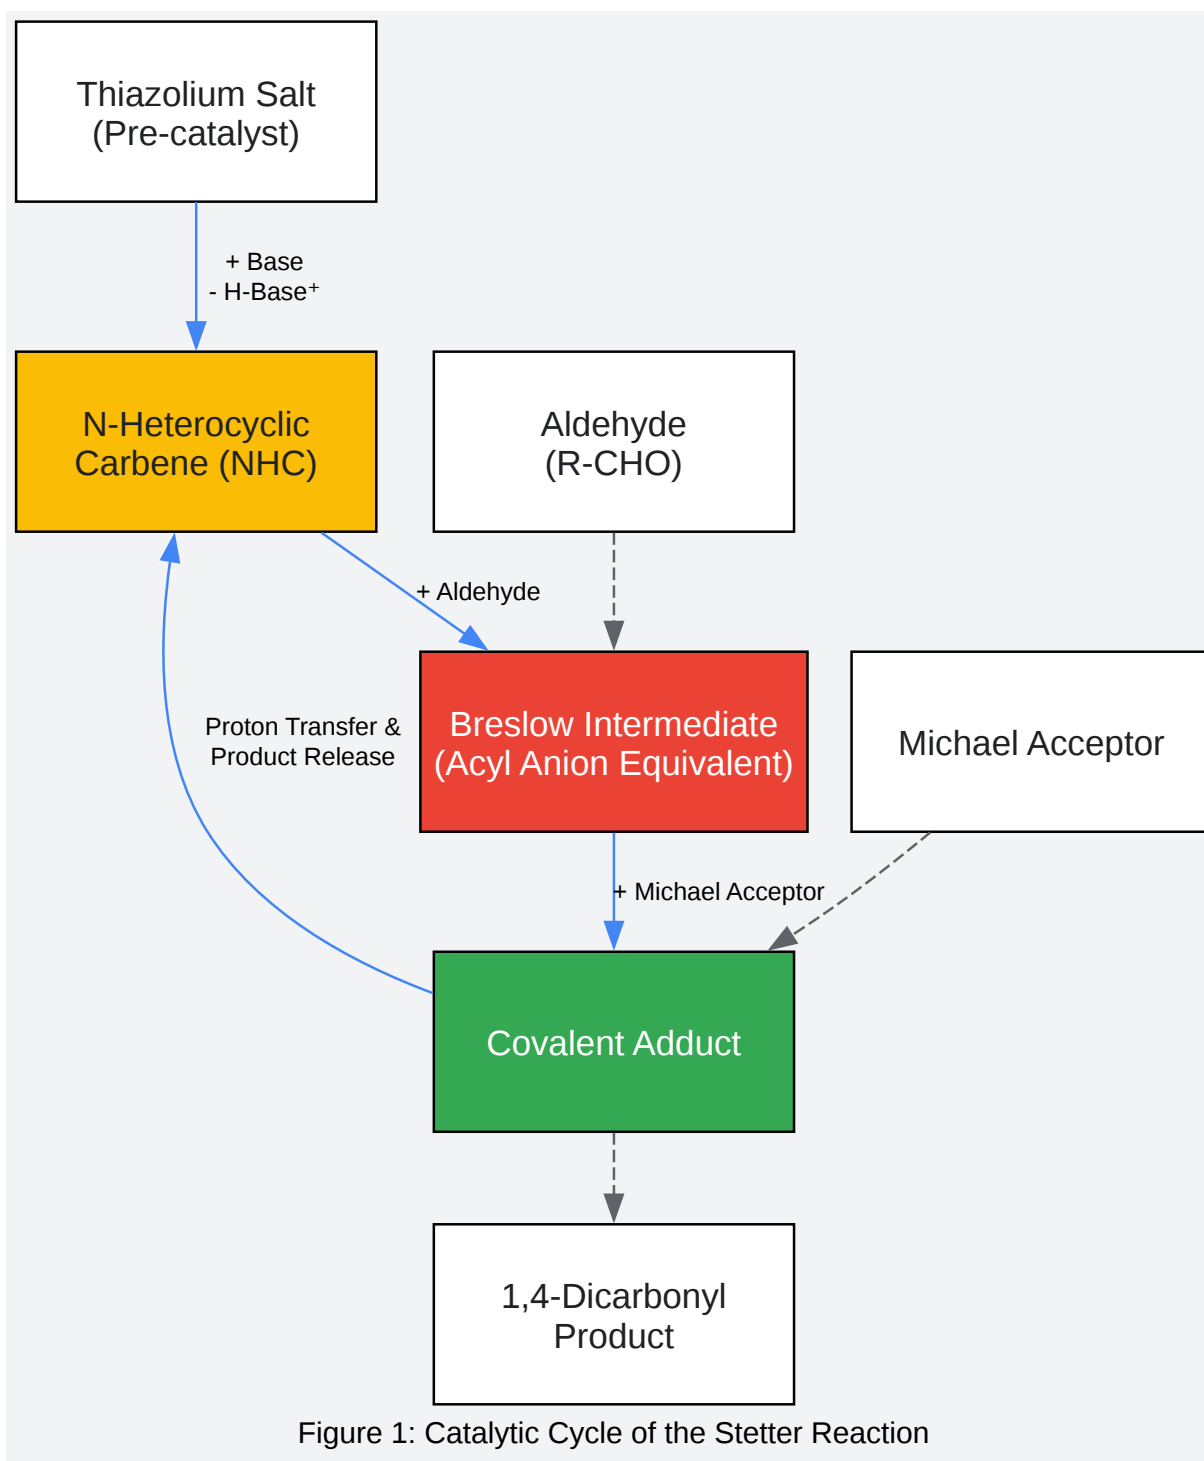 Thiazolium Salt
(Pre-catalyst)
+ Base
- H-Base⁺
N-Heterocyclic
Carbene (NHC)
Aldehyde
(R-CHO)
+ Aldehyde
Proton Transfer &
Product Release
Breslow Intermediate
(Acyl Anion Equivalent)
Michael Acceptor
+ Michael Acceptor
Covalent Adduct
1,4-Dicarbonyl
Product
Figure 1: Catalytic Cycle of the Stetter Reaction